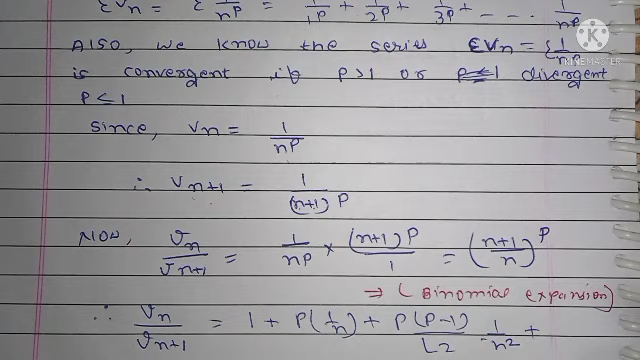 ΣVn = Σ 1/n^P = 1/1^P + 1/2^P + 1/3^P + - - - . 1/n^P
Also, we know the series ΣVn = Σ 1/n^P
is convergent if P>1 or divergent
P ≤ 1
Since, Vn = 1/n^P
∴ Vn+1 = 1/(n+1)^P
Now, Vn/Vn+1 = 1/n^P × (n+1)^P/1 = ((n+1)/n)^P
⇒ (Binomial expansion)
∴ Vn/Vn+1 = 1 + P(1/n) + P(P-1)/L2 1/n² +
KINEMASTER